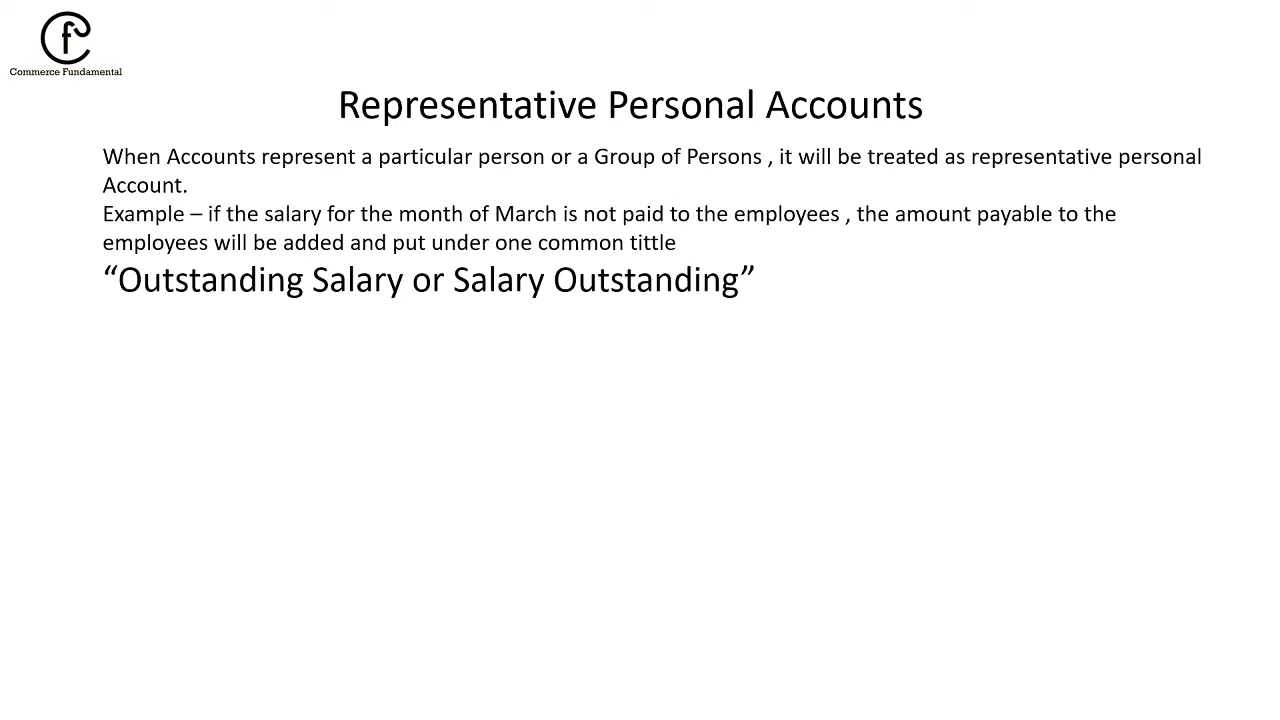 Commerce Fundamental
Representative Personal Accounts
When Accounts represent a particular person or a Group of Persons , it will be treated as representative personal
Account.
Example – if the salary for the month of March is not paid to the employees , the amount payable to the
employees will be added and put under one common tittle
“Outstanding Salary or Salary Outstanding”